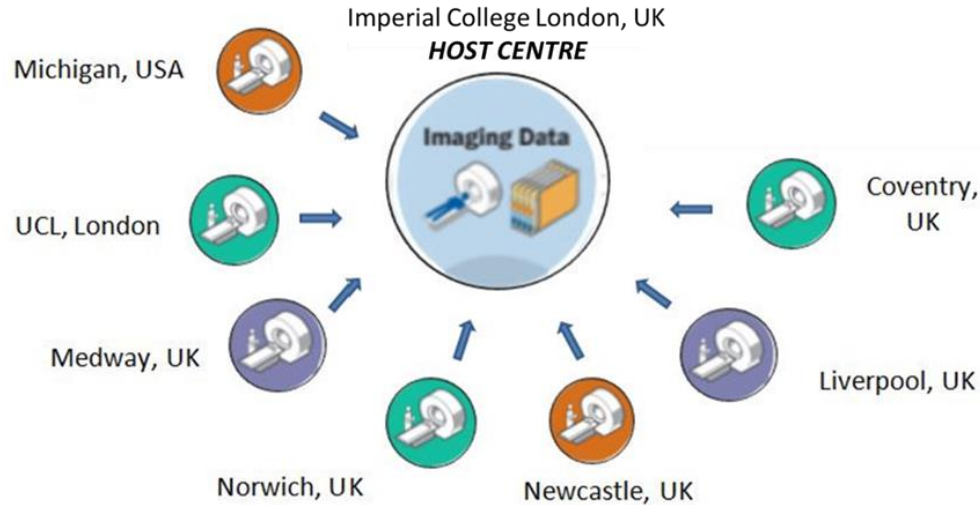 Imperial College London, UK
HOST CENTRE
Michigan, USA
Imaging Data
UCL, London
Coventry,
UK
Medway, UK
Liverpool, UK
Norwich, UK
Newcastle, UK